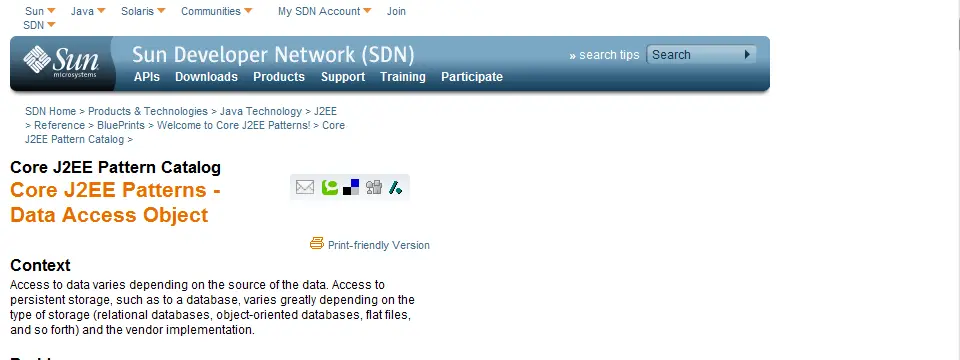 Sun Java Solaris Communities My SDN Account Join
SDN
Sun microsystems
Sun Developer Network (SDN)
» search tips Search
APIs Downloads Products Support Training Participate
SDN Home > Products & Technologies > Java Technology > J2EE
> Reference > BluePrints > Welcome to Core J2EE Patterns! > Core
J2EE Pattern Catalog >
Core J2EE Pattern Catalog
Core J2EE Patterns -
Data Access Object
Print-friendly Version
Context
Access to data varies depending on the source of the data. Access to
persistent storage, such as to a database, varies greatly depending on the
type of storage (relational databases, object-oriented databases, flat files,
and so forth) and the vendor implementation.